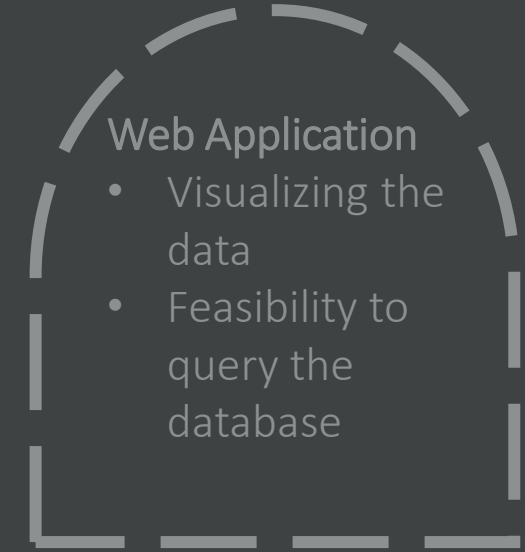 Web Application
• Visualizing the
data
• Feasibility to
query the
database